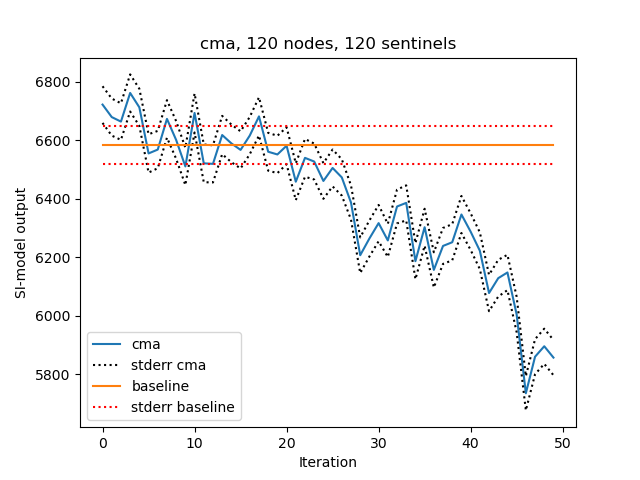 cma, 120 nodes, 120 sentinels
SI-model output
6800
6600
6400
6200
6000
5800
cma
stderr cma
baseline
stderr baseline
0 10 20 30 40 50
Iteration